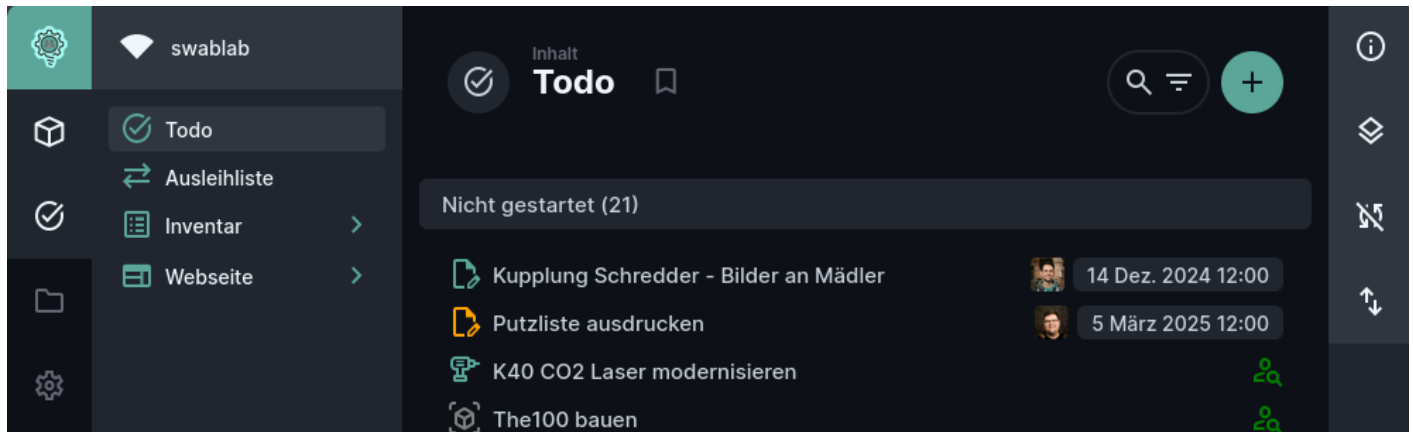 swablab
Todo
Ausleihliste
Inventar
Webseite
Inhalt
Todo
Nicht gestartet (21)
Kupplung Schredder - Bilder an Mädler 14 Dez. 2024 12:00
Putzliste ausdrucken 5 März 2025 12:00
K40 CO2 Laser modernisieren
The100 bauen